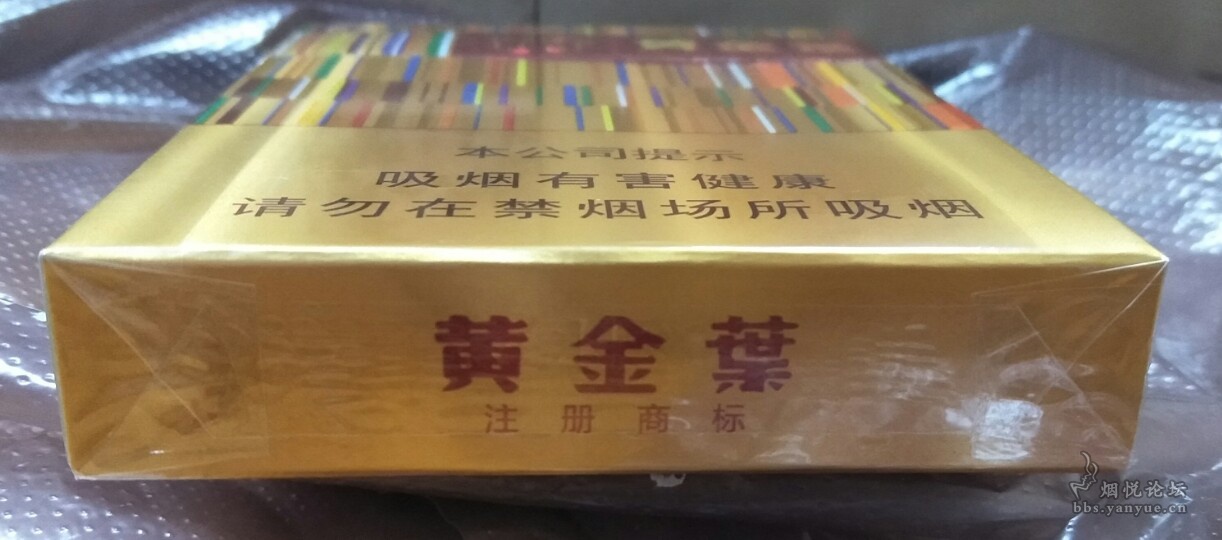 本公司提示
吸烟有害健康
请勿在禁烟场所吸烟
黄金葉
注册商标
烟悦论坛
bbs.yanyue.cn